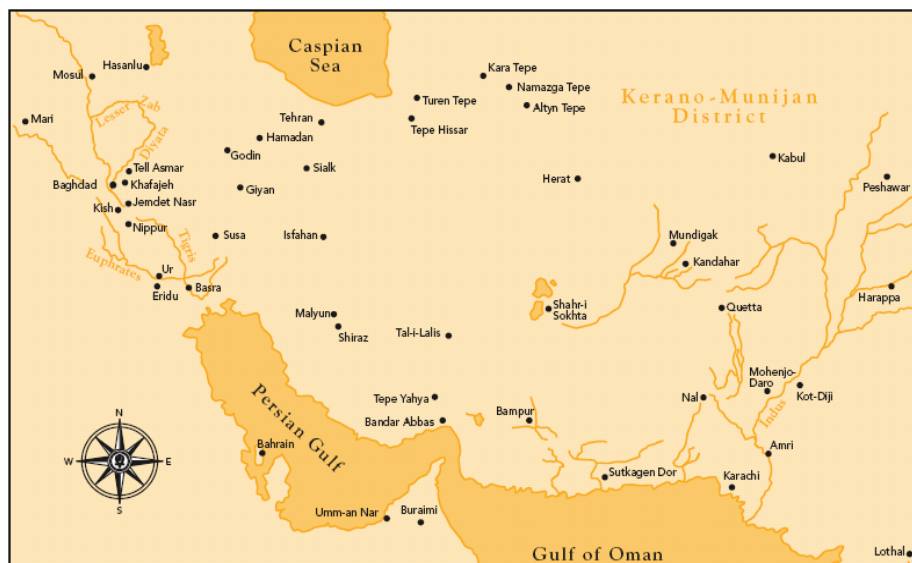 Caspian
Sea
Hasanlu
Mosul
Kara Tepe
Namazga Tepe
Turen Tepe
Altyn Tepe
Kerano-Munijan
District
Lesser Zab
Mari
Tehran
Tepe Hissar
Hamadan
Diyata
Godin
Sialk
Kabul
Tell Asmar
Baghdad
Khafajeh
Giyan
Herat
Peshawar
Jemdet Nasr
Kish
Nippur
Tigris
Susa
Isfahan
Mundigak
Kandahar
Euphrates
Ur
Eridu
Basra
Harappa
Shahr-i
Sokhta
Quetta
Malyun
Shiraz
Tal-i-Lalis
Mohenjo-
Daro
Kot-Diji
Indus
Persian Gulf
Tepe Yahya
Nal
Bandar Abbas
Bampur
N
W
E
S
Bahrain
Amri
Sutkagen Dor
Karachi
Umm-an Nar
Buraimi
Gulf of Oman
Lothal